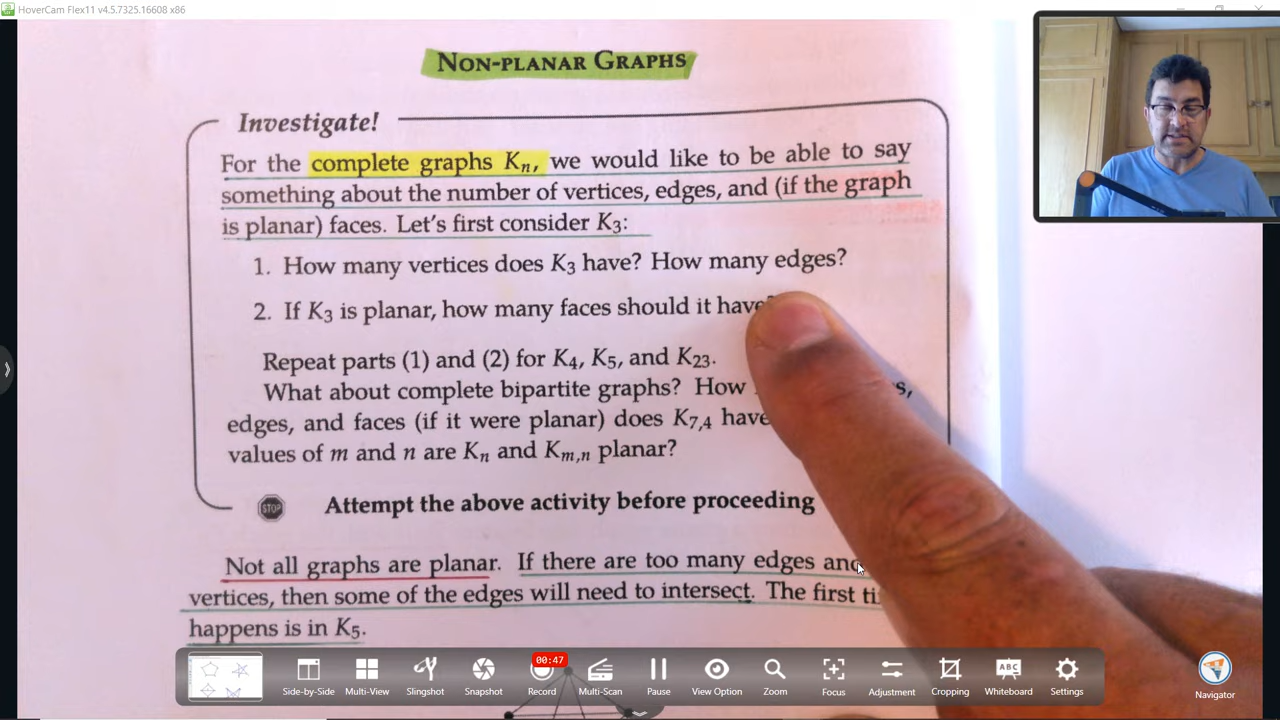 HoverCam Flex11 v4.5.7325.16608 x86
NON-PLANAR GRAPHS
Investigate!
For the complete graphs Kn, we would like to be able to say
something about the number of vertices, edges, and (if the graph
is planar) faces. Let's first consider K3:
1. How many vertices does K3 have? How many edges?
2. If K3 is planar, how many faces should it have?
Repeat parts (1) and (2) for K4, K5, and K23.
What about complete bipartite graphs? How
edges, and faces (if it were planar) does K7,4 have
values of m and n are Kn and Km,n planar?
STOP Attempt the above activity before proceeding
Not all graphs are planar. If there are too many edges and
vertices, then some of the edges will need to intersect. The first
happens is in K5.
00:47
Side-by-Side Multi-View Slingshot Snapshot Record Multi-Scan Pause View Option Zoom Focus Adjustment Cropping ABC Whiteboard Settings Navigator